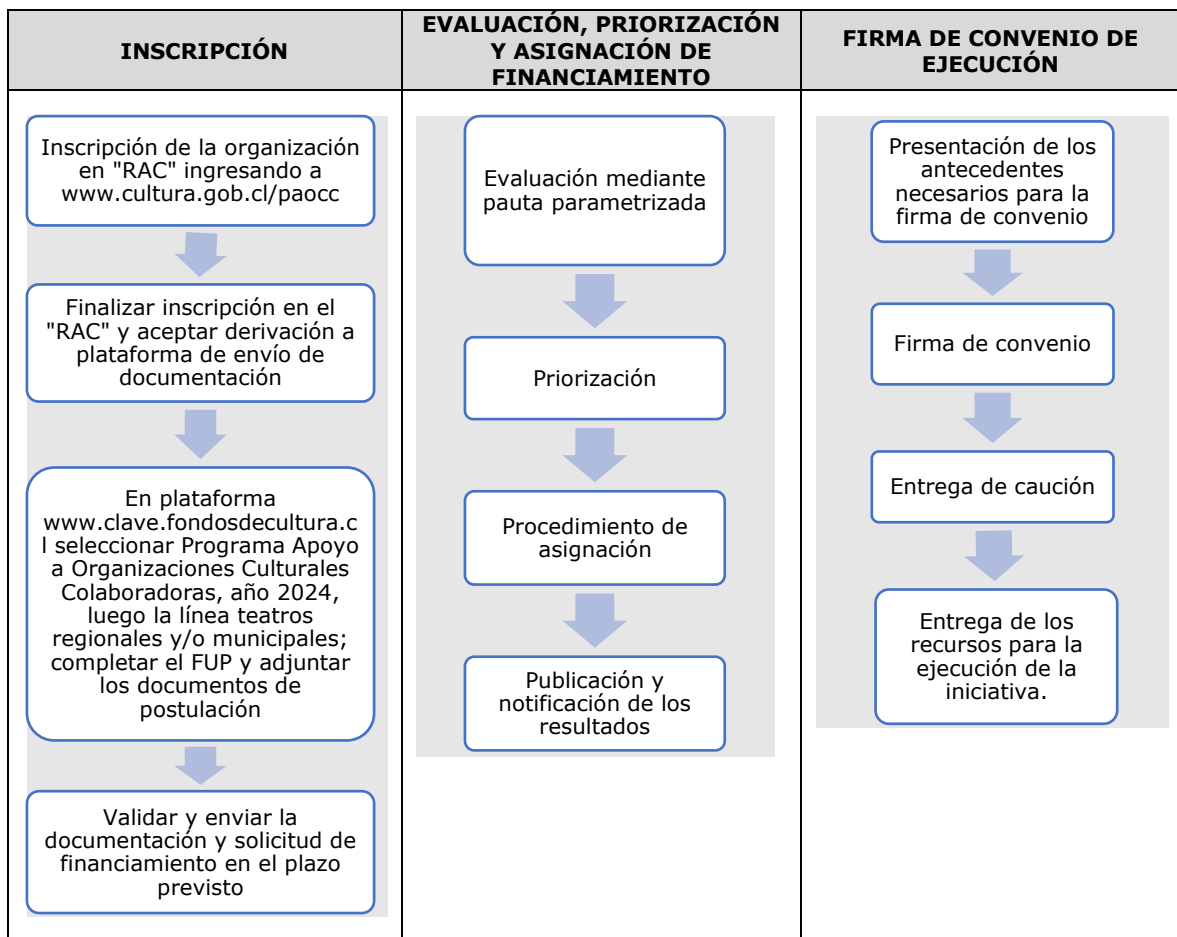 INSCRIPCIÓN
Inscripción de la organización
en "RAC" ingresando a
www.cultura.gob.cl/paocc
Finalizar inscripción en el
"RAC" y aceptar derivación a
plataforma de envío de
documentación
En plataforma
www.clave.fondosdecultura.c
l seleccionar Programa Apoyo
a Organizaciones Culturales
Colaboradoras, año 2024,
luego la línea teatros
regionales y/o municipales;
completar el FUP y adjuntar
los documentos de
postulación
Validar y enviar la
documentación y solicitud de
financiamiento en el plazo
previsto
EVALUACIÓN, PRIORIZACIÓN
Y ASIGNACIÓN DE
FINANCIAMIENTO
Evaluación mediante
pauta parametrizada
Priorización
Procedimiento de
asignación
Publicación y
notificación de los
resultados
FIRMA DE CONVENIO DE
EJECUCIÓN
Presentación de los
antecedentes
necesarios para la
firma de convenio
Firma de convenio
Entrega de caución
Entrega de los
recursos para la
ejecución de la
iniciativa.